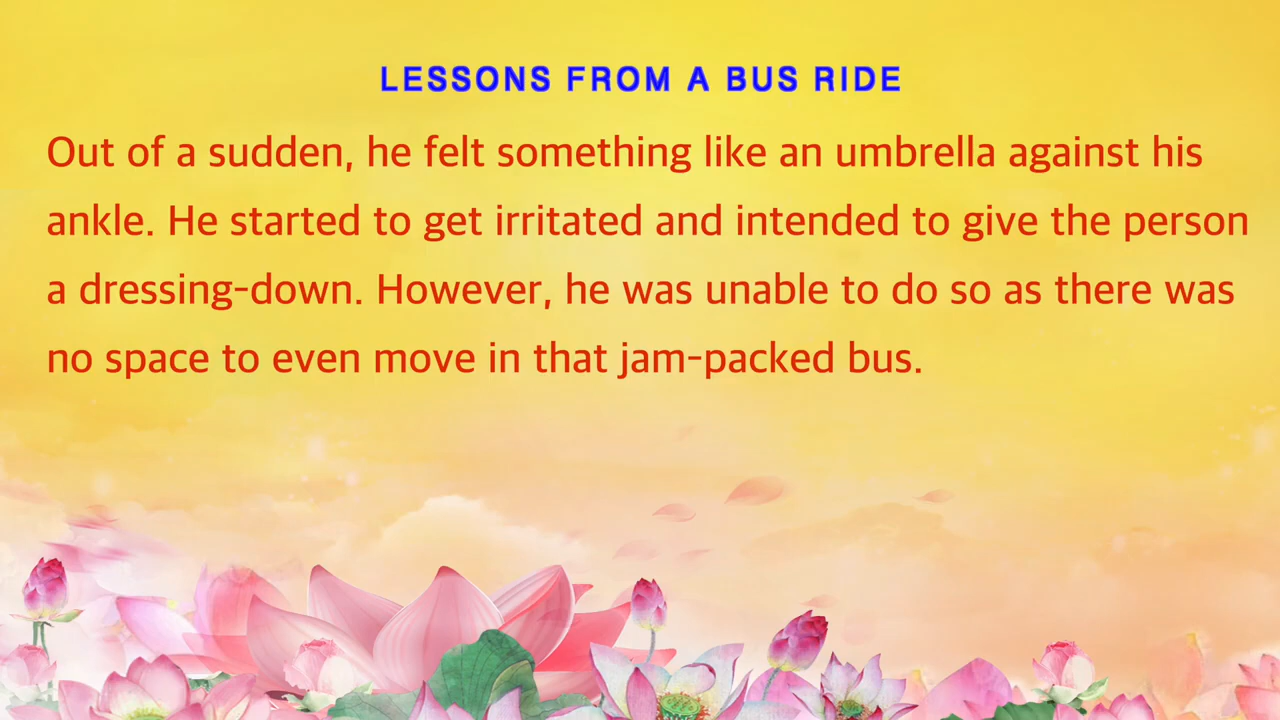 LESSONS FROM A BUS RIDE
Out of a sudden, he felt something like an umbrella against his
ankle. He started to get irritated and intended to give the person
a dressing-down. However, he was unable to do so as there was
no space to even move in that jam-packed bus.